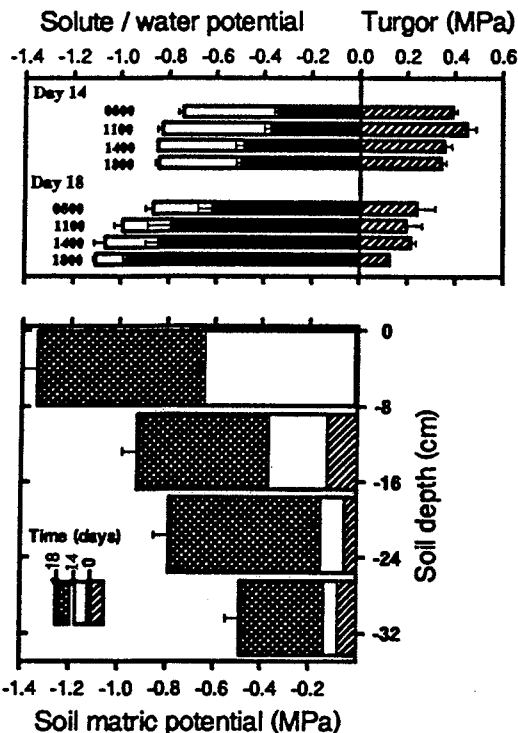 Solute / water potential Turgor (MPa)
-1.4 -1.2 -1.0 -0.8 -0.6 -0.4 -0.2 0.0 0.2 0.4 0.6
Day 14
0600
1100
1400
1800
Day 18
0600
1100
1400
1800
0
-8
-16
-24
-32
Soil depth (cm)
Time (days)
18 14 0
-1.4 -1.2 -1.0 -0.8 -0.6 -0.4 -0.2
Soil matric potential (MPa)